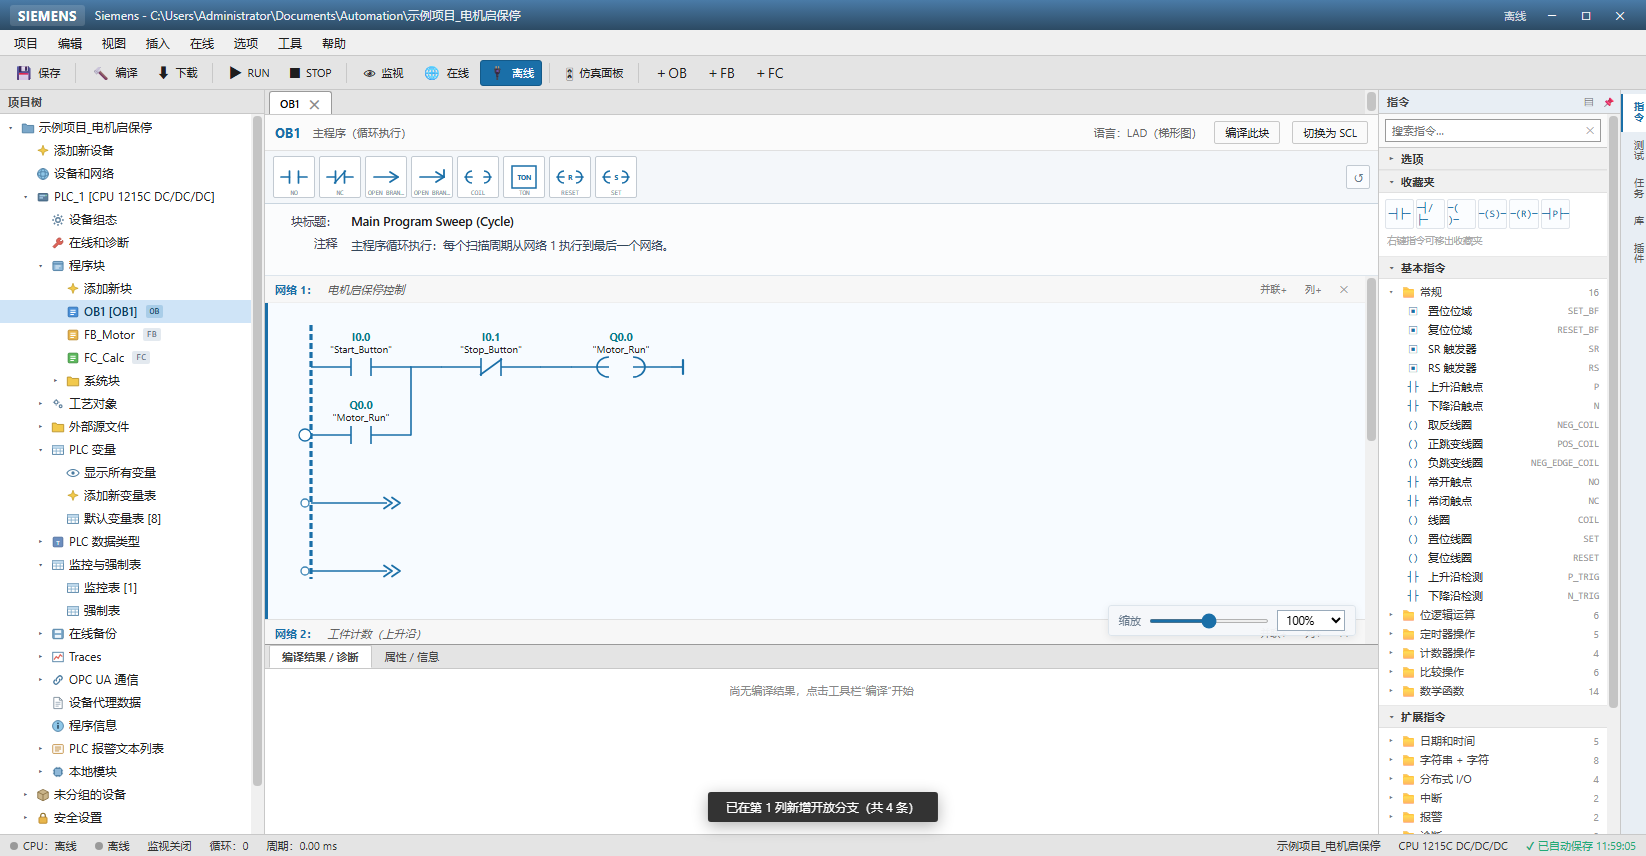 SIEMENS Siemens - C:\Users\Administrator\Documents\Automation\示例项目_电机启保停 离线
项目 编辑 视图 插入 在线 选项 工具 帮助
保存 编译 下载 RUN STOP 监视 在线 离线 仿真面板 +OB +FB +FC
项目树
示例项目_电机启保停
添加新设备
设备和网络
PLC_1 [CPU 1215C DC/DC/DC]
设备组态
在线和诊断
程序块
添加新块
OB1 [OB1] OB
FB_Motor FB
FC_Calc FC
系统块
工艺对象
外部源文件
PLC 变量
显示所有变量
添加新变量表
默认变量表 [8]
PLC 数据类型
监控与强制表
监控表 [1]
强制表
在线备份
Traces
OPC UA 通信
设备代理数据
程序信息
PLC 报警文本列表
本地模块
未分组的设备
安全设置
OB1
OB1 主程序（循环执行） 语言：LAD（梯形图） 编译此块 切换为 SCL
NO NC OPEN BRAN… OPEN BRAN… COIL TON TON R RESET S SET
块标题： Main Program Sweep (Cycle)
注释 主程序循环执行：每个扫描周期从网络 1 执行到最后一个网络。
网络 1： 电机启保停控制 并联+ 列+
I0.0 I0.1 Q0.0
"Start_Button" "Stop_Button" "Motor_Run"
Q0.0
"Motor_Run"
缩放 100%
网络 2： 工件计数（上升沿）
编译结果 / 诊断 属性 / 信息
尚无编译结果，点击工具栏“编译”开始
已在第 1 列新增开放分支（共 4 条）
指令
搜索指令...
选项
收藏夹
⊣⊢ ⊣/⊢ –( )– –(S)– –(R)– ⊣P⊢
右键指令可移出收藏夹
基本指令
常规 16
置位位域 SET_BF
复位位域 RESET_BF
SR 触发器 SR
RS 触发器 RS
上升沿触点 P
下降沿触点 N
取反线圈 NEG_COIL
正跳变线圈 POS_COIL
负跳变线圈 NEG_EDGE_COIL
常开触点 NO
常闭触点 NC
线圈 COIL
置位线圈 SET
复位线圈 RESET
上升沿检测 P_TRIG
下降沿检测 N_TRIG
位逻辑运算 6
定时器操作 5
计数器操作 4
比较操作 6
数学函数 14
扩展指令
日期和时间 5
字符串 + 字符 8
分布式 I/O 4
中断 2
报警 2
指令
测试
任务
库
插件
CPU：离线 离线 监视关闭 循环：0 周期：0.00 ms 示例项目_电机启保停 CPU 1215C DC/DC/DC ✓ 已自动保存 11:59:05